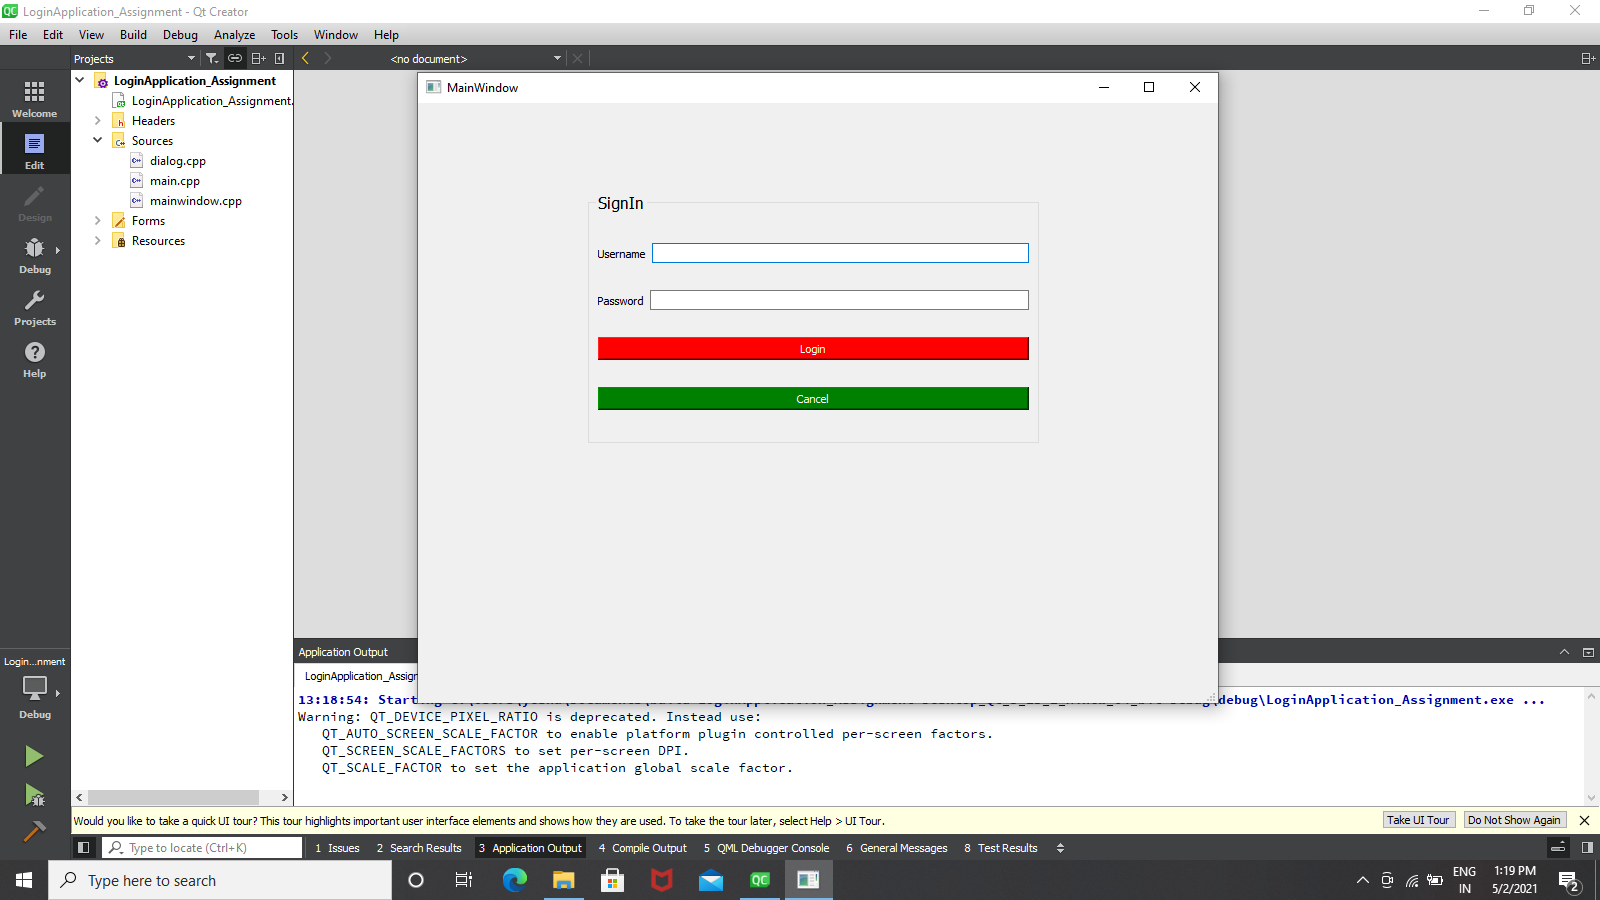 LoginApplication_Assignment - Qt Creator
File Edit View Build Debug Analyze Tools Window Help
Projects
<no document>
Welcome
Edit
Design
Debug
Projects
Help
LoginApplication_Assignment
LoginApplication_Assignment.
Headers
Sources
dialog.cpp
main.cpp
mainwindow.cpp
Forms
Resources
MainWindow
SignIn
Username
Password
Login
Cancel
Login...nment
Debug
Application Output
LoginApplication_Assign
13:18:54: Start debug\LoginApplication_Assignment.exe ...
Warning: QT_DEVICE_PIXEL_RATIO is deprecated. Instead use:
QT_AUTO_SCREEN_SCALE_FACTOR to enable platform plugin controlled per-screen factors.
QT_SCREEN_SCALE_FACTORS to set per-screen DPI.
QT_SCALE_FACTOR to set the application global scale factor.
Would you like to take a quick UI tour? This tour highlights important user interface elements and shows how they are used. To take the tour later, select Help > UI Tour.
Take UI Tour
Do Not Show Again
Type to locate (Ctrl+K)
1 Issues 2 Search Results 3 Application Output 4 Compile Output 5 QML Debugger Console 6 General Messages 8 Test Results
Type here to search
QC
ENG
IN
1:19 PM
5/2/2021
2